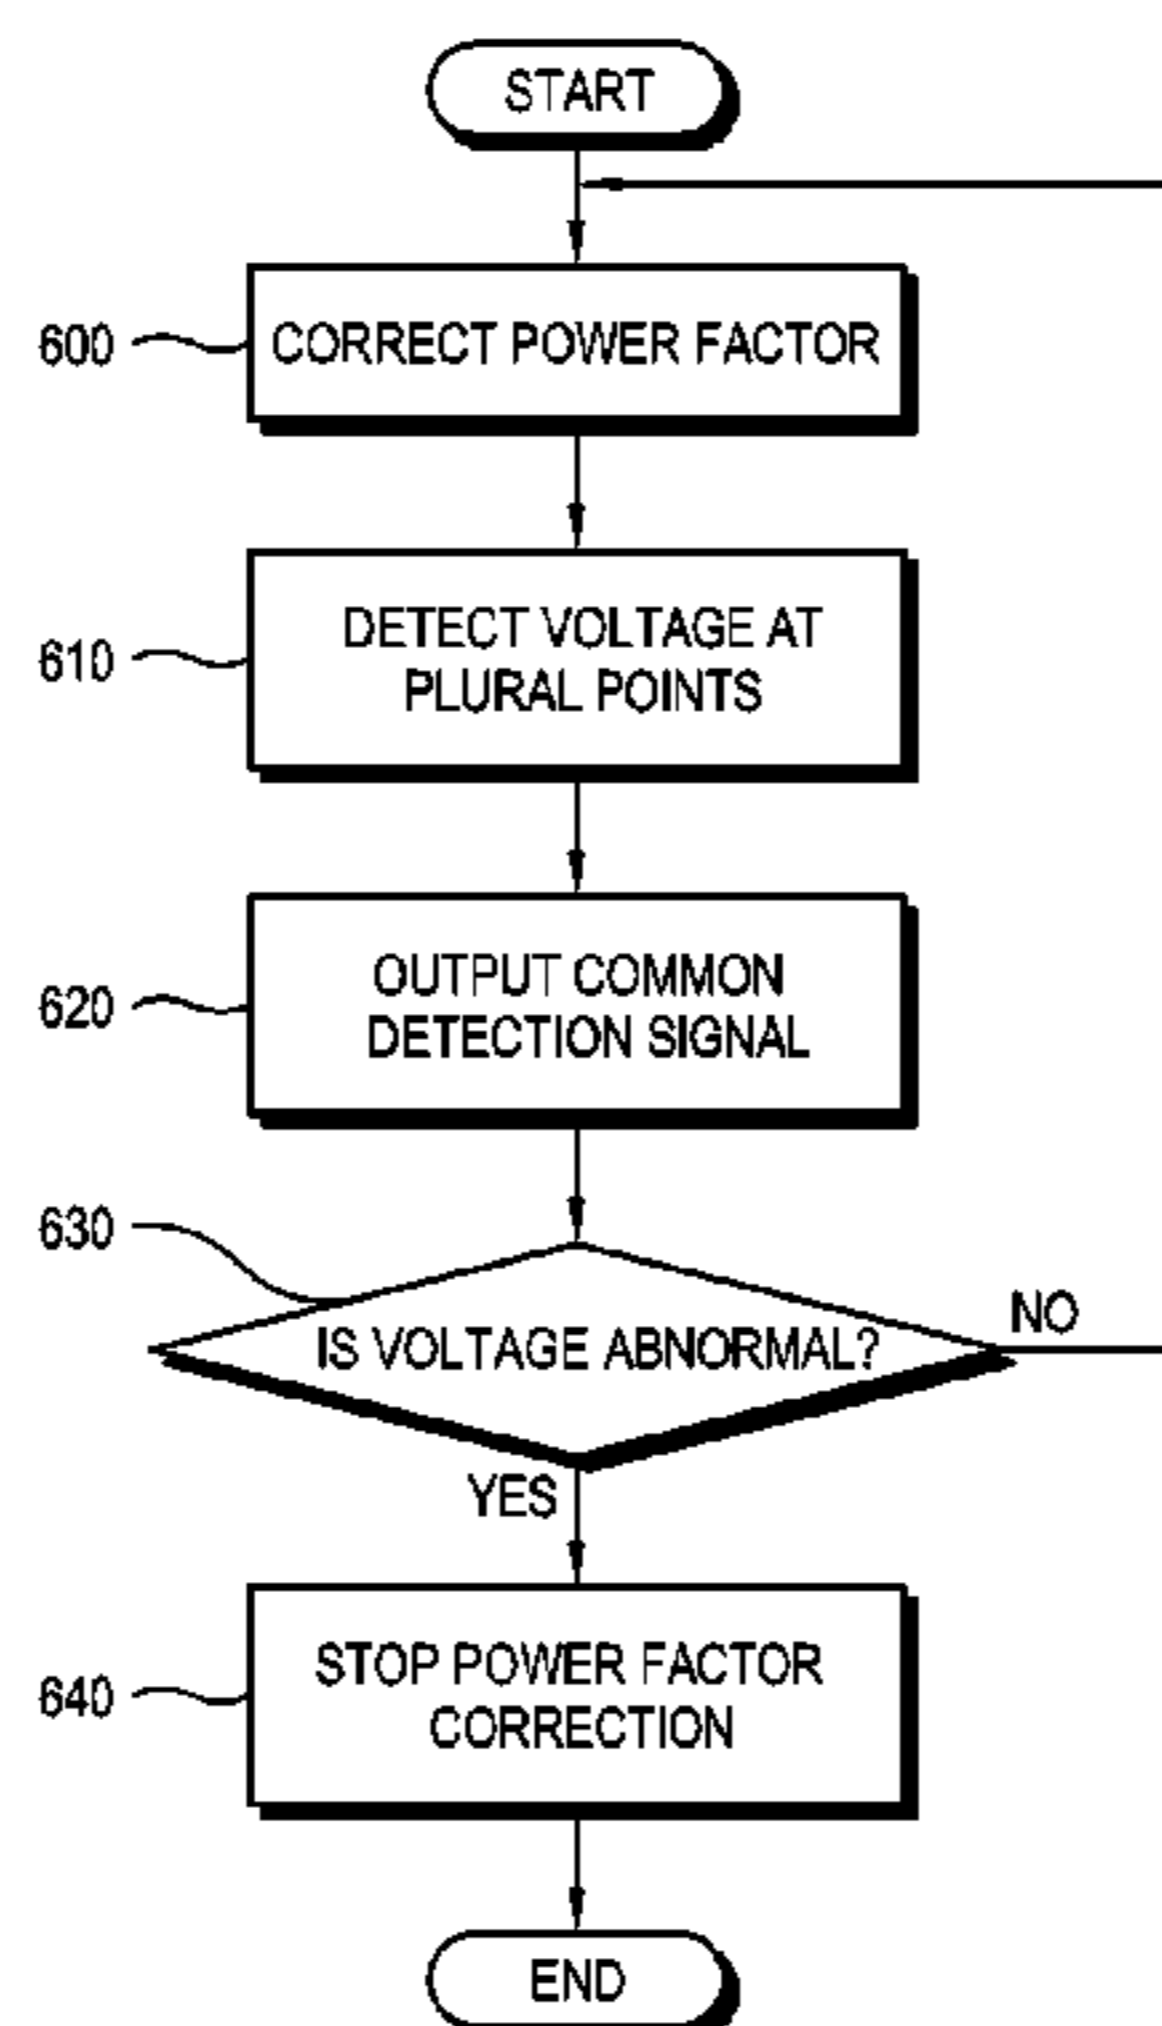 START
600
CORRECT POWER FACTOR
610
DETECT VOLTAGE AT
PLURAL POINTS
620
OUTPUT COMMON
DETECTION SIGNAL
630
IS VOLTAGE ABNORMAL?
NO
YES
640
STOP POWER FACTOR
CORRECTION
END